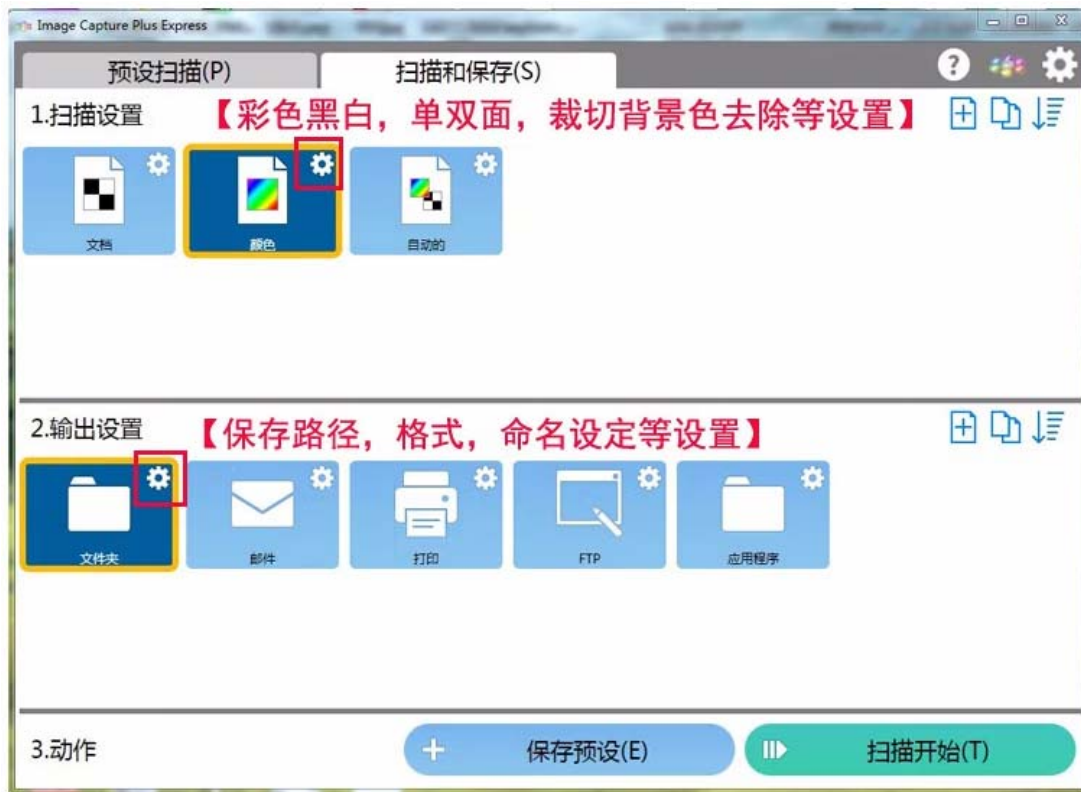 Image Capture Plus Express
预设扫描(P)
扫描和保存(S)
?
1.扫描设置
【彩色黑白，单双面，裁切背景色去除等设置】
文档
颜色
自动的
2.输出设置
【保存路径，格式，命名设定等设置】
文件夹
邮件
打印
FTP
应用程序
3.动作
保存预设(E)
扫描开始(T)